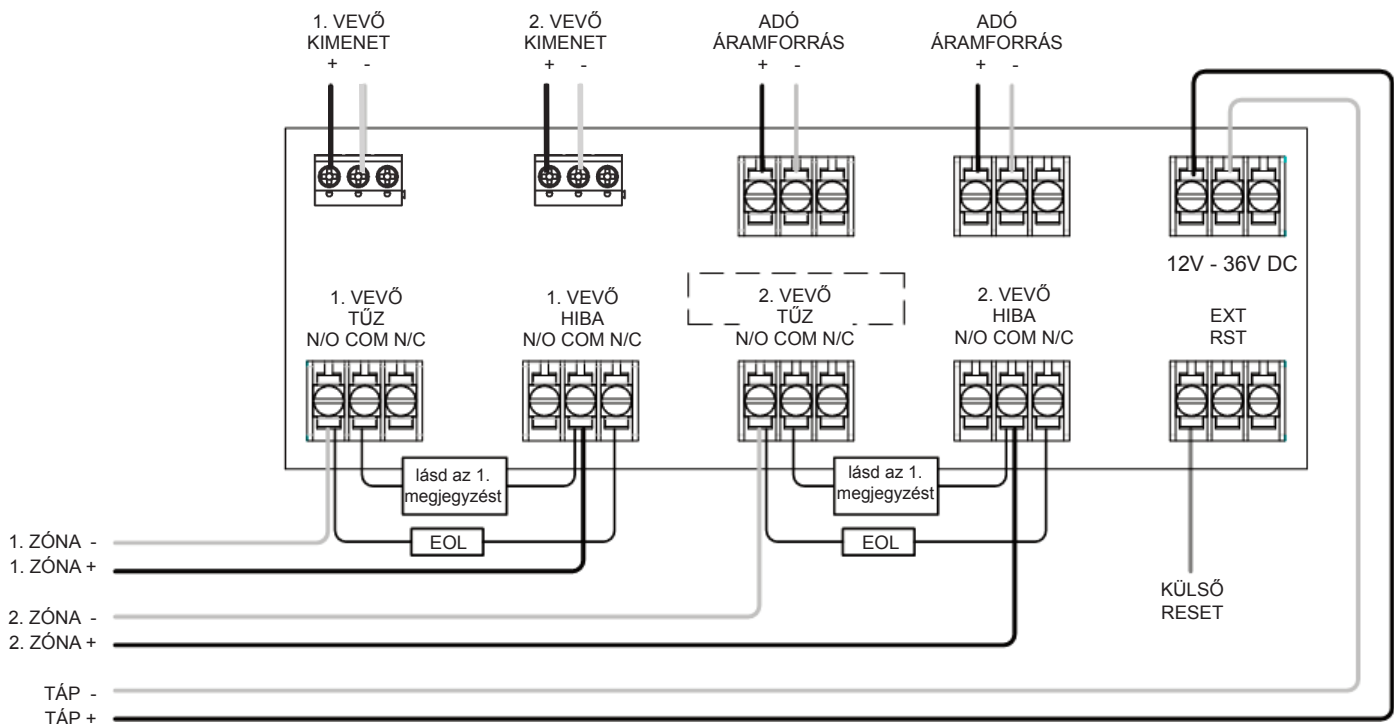 1. VEVŐ
KIMENET
+ -
2. VEVŐ
KIMENET
+ -
ADÓ
ÁRAMFORRÁS
+ -
ADÓ
ÁRAMFORRÁS
+ -
12V - 36V DC
1. VEVŐ
TŰZ
N/O COM N/C
1. VEVŐ
HIBA
N/O COM N/C
2. VEVŐ
TŰZ
N/O COM N/C
2. VEVŐ
HIBA
N/O COM N/C
EXT
RST
lásd az 1.
megjegyzést
EOL
lásd az 1.
megjegyzést
EOL
KÜLSŐ
RESET
1. ZÓNA -
1. ZÓNA +
2. ZÓNA -
2. ZÓNA +
TÁP -
TÁP +